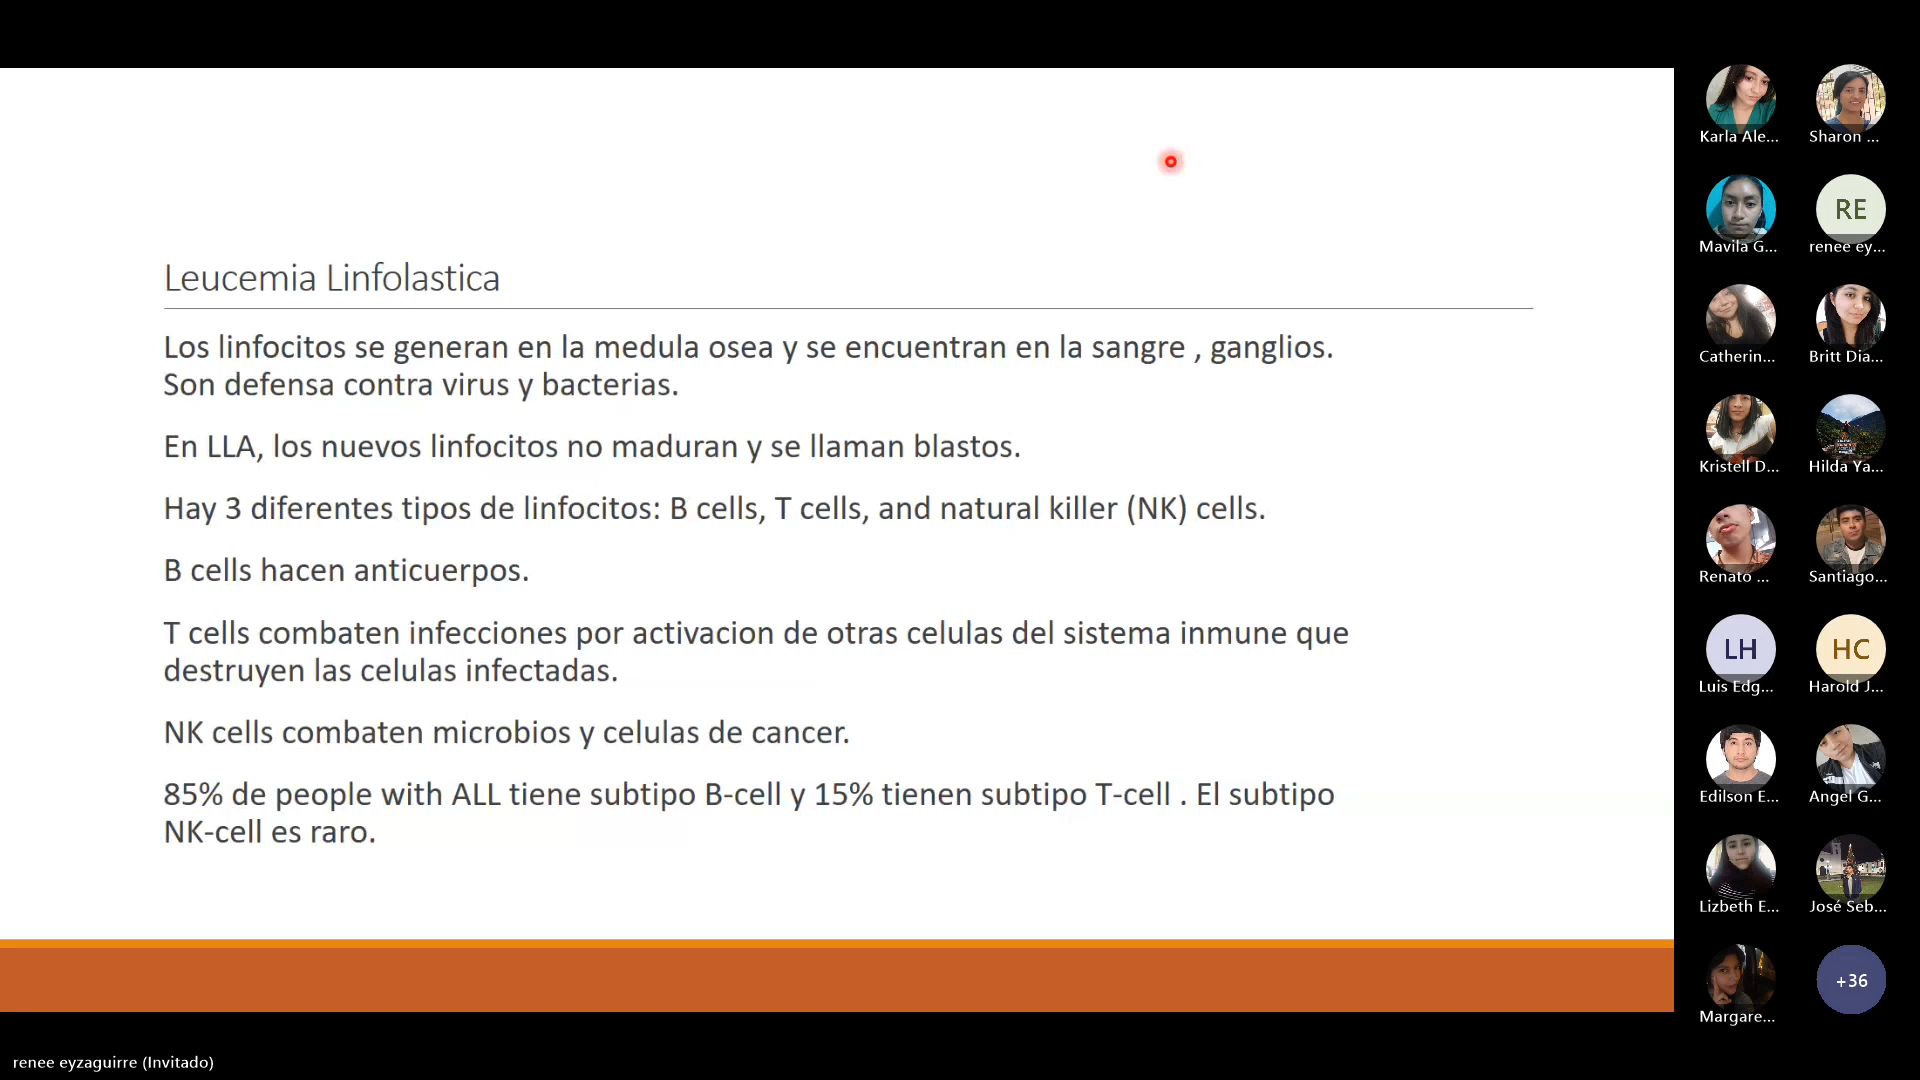 Leucemia Linfolastica
Los linfocitos se generan en la medula osea y se encuentran en la sangre , ganglios.
Son defensa contra virus y bacterias.
En LLA, los nuevos linfocitos no maduran y se llaman blastos.
Hay 3 diferentes tipos de linfocitos: B cells, T cells, and natural killer (NK) cells.
B cells hacen anticuerpos.
T cells combaten infecciones por activacion de otras celulas del sistema inmune que
destruyen las celulas infectadas.
NK cells combaten microbios y celulas de cancer.
85% de people with ALL tiene subtipo B-cell y 15% tienen subtipo T-cell . El subtipo
NK-cell es raro.
renee eyzaguirre (Invitado)
Karla Ale...
Sharon ...
Mavila G...
RE
renee ey...
Catherin...
Britt Dia...
Kristell D...
Hilda Ya...
Renato ...
Santiago...
LH
Luis Edg...
HC
Harold J...
Edilson E...
Angel G...
Lizbeth E...
José Seb...
Margare...
+36